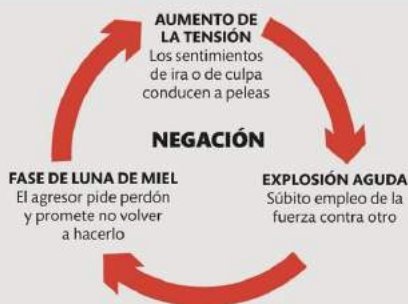 AUMENTO DE
LA TENSIÓN
Los sentimientos
de ira o de culpa
conducen a peleas
NEGACIÓN
EXPLOSIÓN AGUDA
Súbito empleo de la
fuerza contra otro
FASE DE LUNA DE MIEL
El agresor pide perdón
y promete no volver
a hacerlo